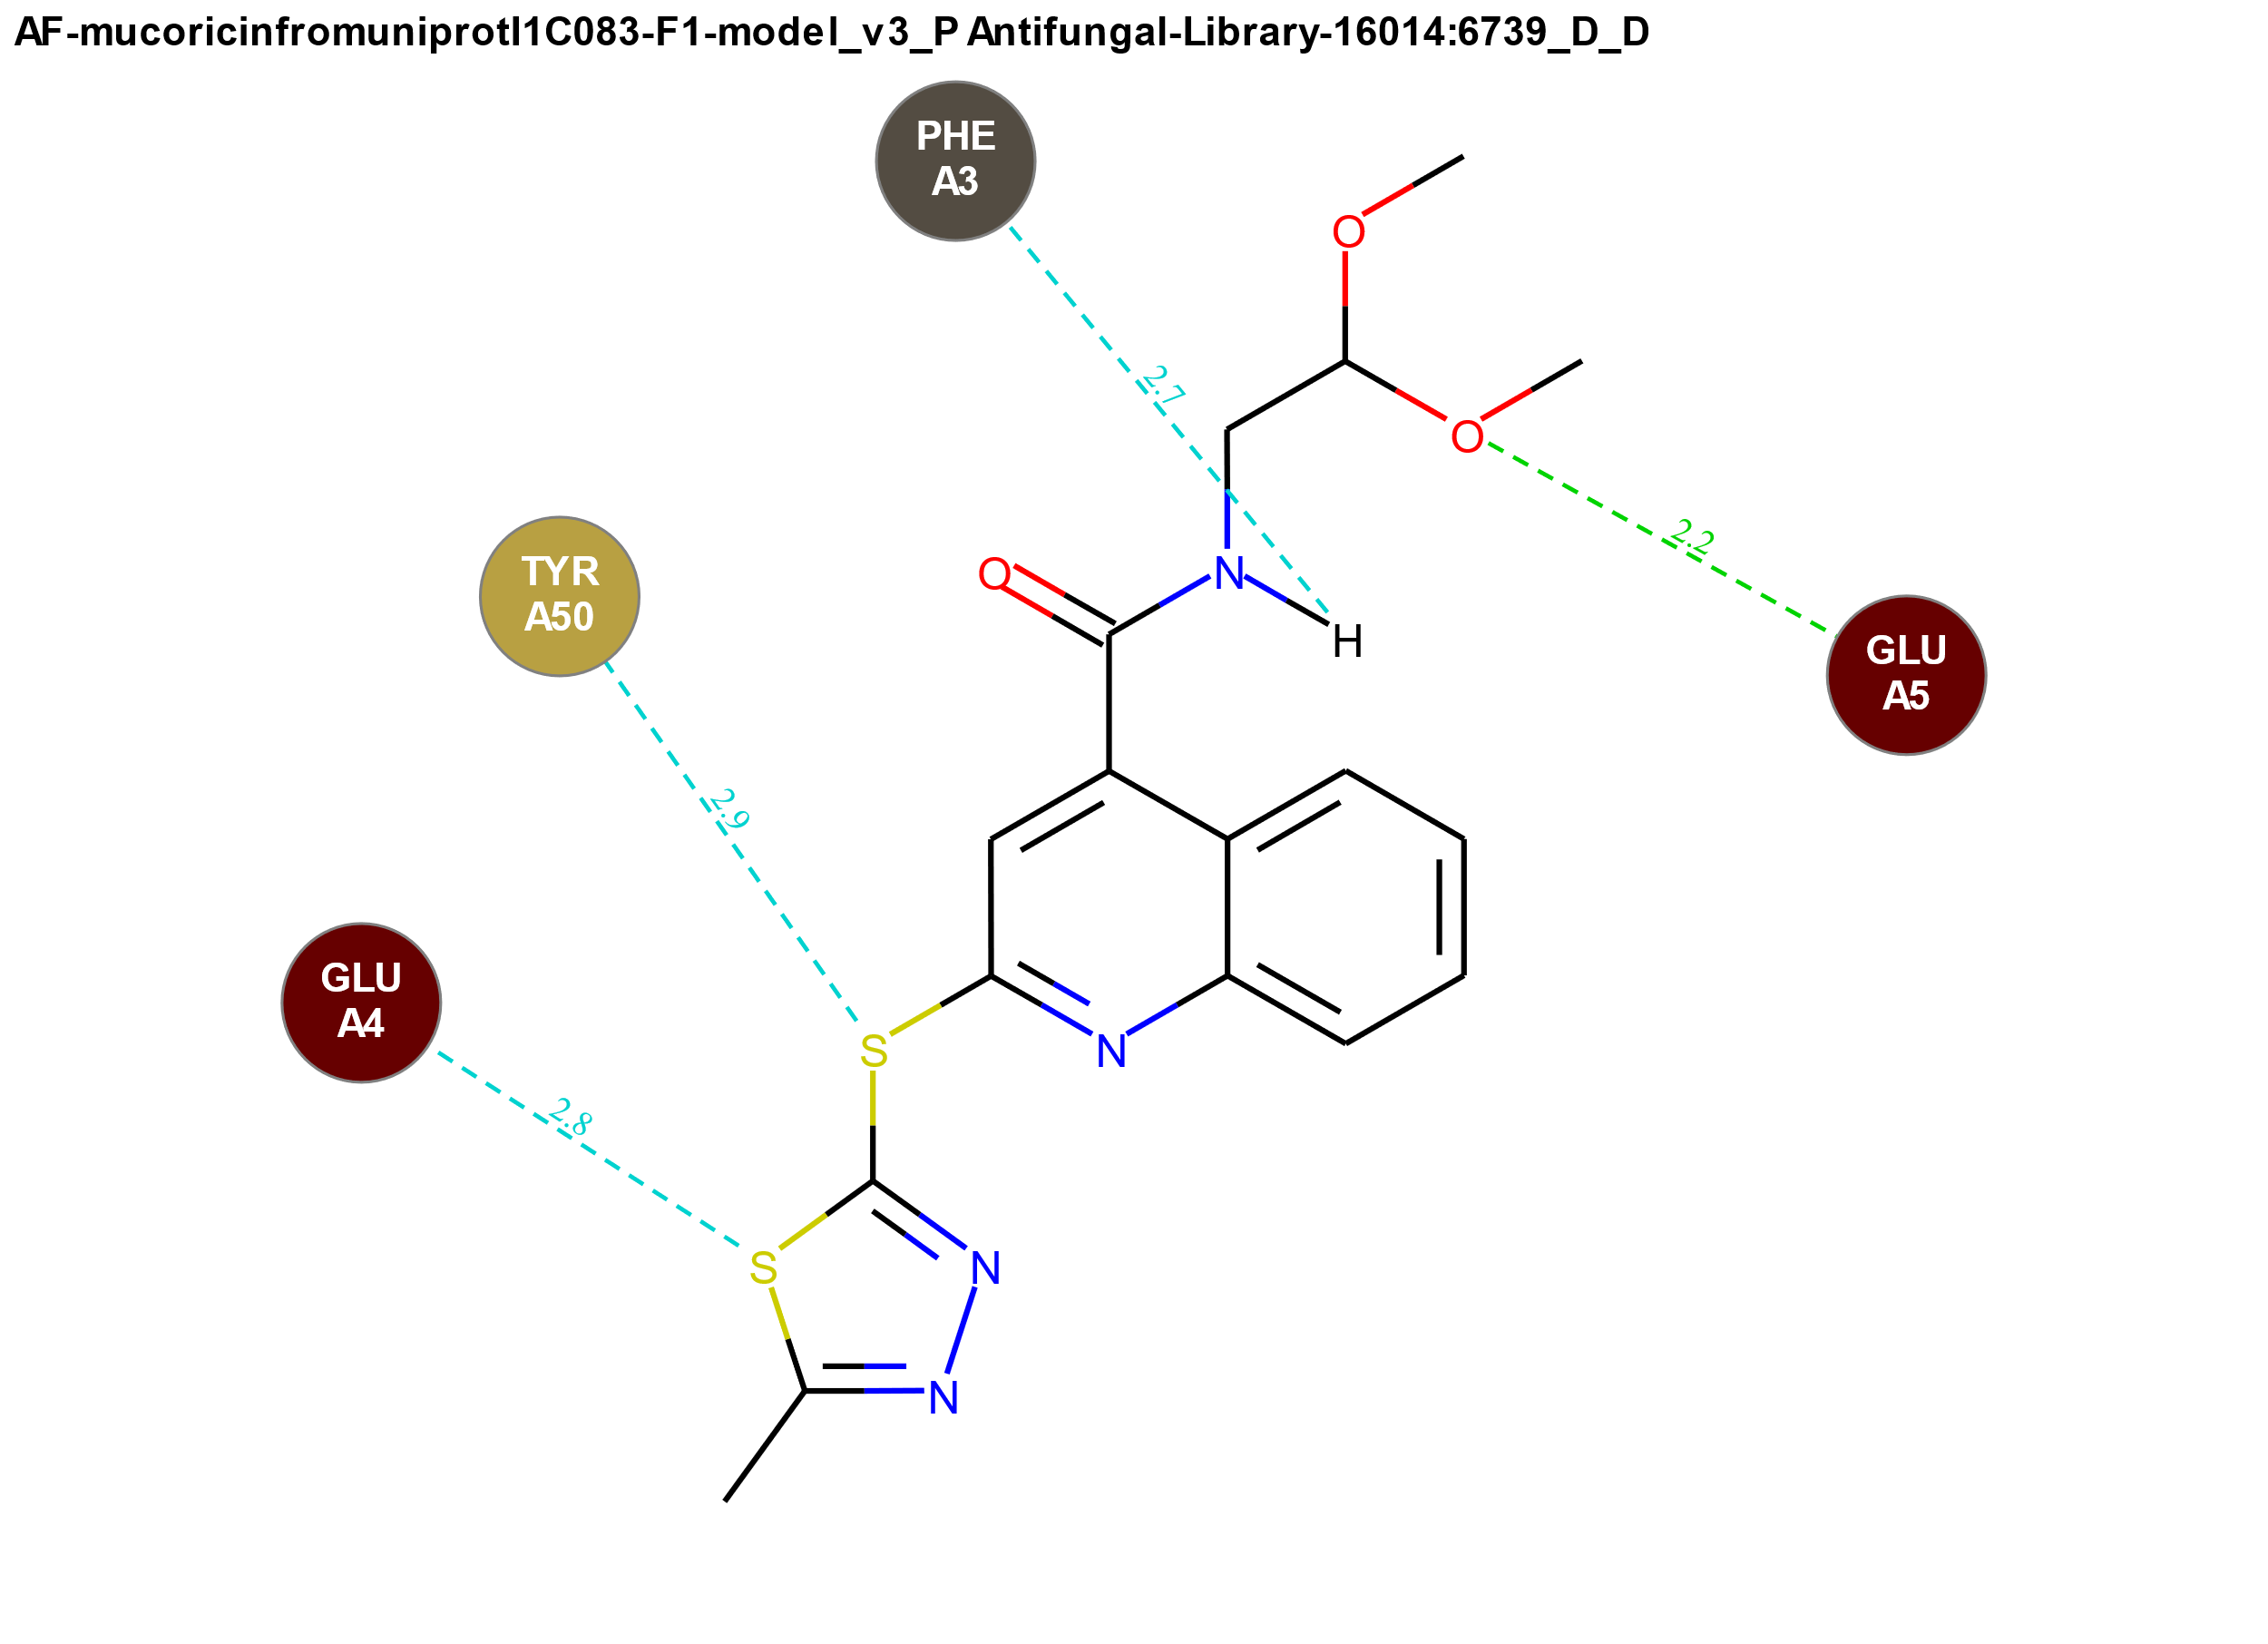 AF-mucoricinfromuniprotI1C083-F1-model_v3_P Antifungal-Library-16014:6739_D_D
PHE
A3
O
2.7
O
2.2
TYR
A50
O
N
H
GLU
A5
2.9
GLU
A4
S
N
2.8
S
N
N